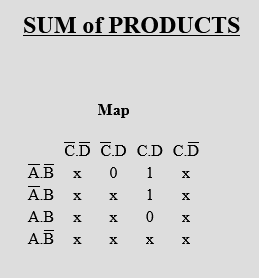 SUM of PRODUCTS
Map
C̅.D̅ C̅.D C.D C.D̅
A̅.B̅ x 0 1 x
A̅.B x x 1 x
A.B x x 0 x
A.B̅ x x x x